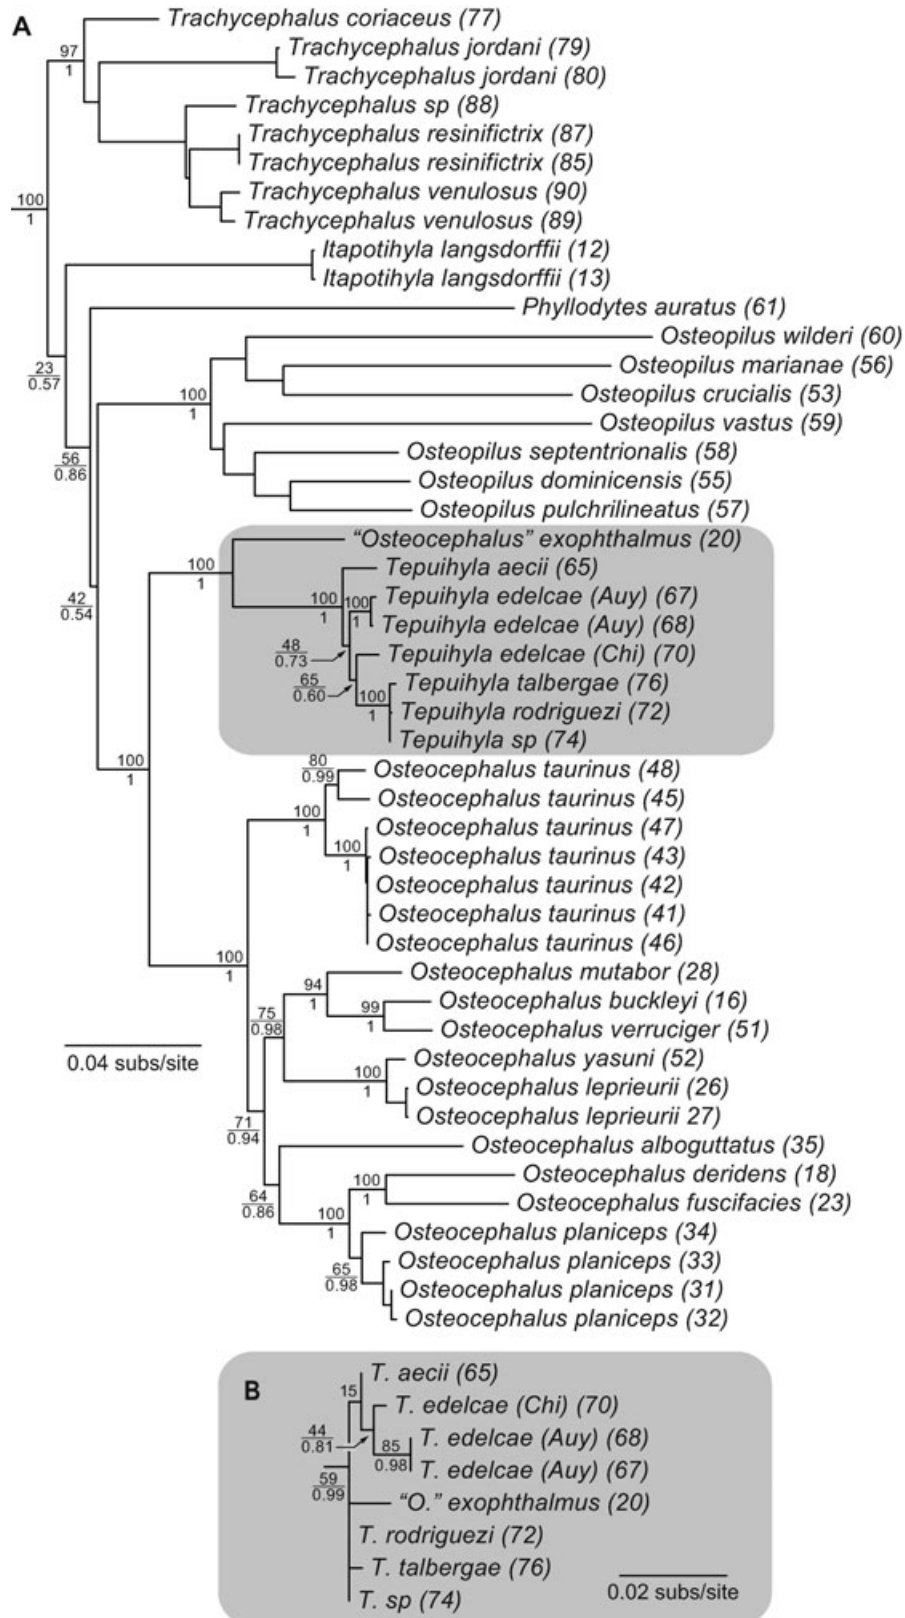 A
Trachycephalus coriaceus (77)
97
1
Trachycephalus jordani (79)
Trachycephalus jordani (80)
Trachycephalus sp (88)
Trachycephalus resinifictrix (87)
Trachycephalus resinifictrix (85)
Trachycephalus venulosus (90)
100
1
Trachycephalus venulosus (89)
Itapotihyla langsdorffii (12)
Itapotihyla langsdorffii (13)
Phyllodytes auratus (61)
Osteopilus wilderi (60)
23
0.57
Osteopilus marianae (56)
100
1
Osteopilus crucialis (53)
Osteopilus vastus (59)
56
0.86
Osteopilus septentrionalis (58)
Osteopilus dominicensis (55)
Osteopilus pulchrilineatus (57)
“Osteocephalus” exophthalmus (20)
100
1
Tepuihyla aecii (65)
42
0.54
100
1
100
1
Tepuihyla edelcae (Auy) (67)
Tepuihyla edelcae (Auy) (68)
48
0.73
Tepuihyla edelcae (Chi) (70)
65
0.60
Tepuihyla talbergae (76)
100
1
Tepuihyla rodriguezi (72)
Tepuihyla sp (74)
100
1
80
0.99
Osteocephalus taurinus (48)
Osteocephalus taurinus (45)
100
1
Osteocephalus taurinus (47)
100
1
Osteocephalus taurinus (43)
Osteocephalus taurinus (42)
Osteocephalus taurinus (41)
Osteocephalus taurinus (46)
100
1
Osteocephalus mutabor (28)
94
1
Osteocephalus buckleyi (16)
99
1
75
0.98
Osteocephalus verruciger (51)
0.04 subs/site
Osteocephalus yasuni (52)
100
1
Osteocephalus leprieurii (26)
Osteocephalus leprieurii 27)
71
0.94
Osteocephalus alboguttatus (35)
Osteocephalus deridens (18)
100
1
64
0.86
Osteocephalus fuscifacies (23)
100
1
Osteocephalus planiceps (34)
Osteocephalus planiceps (33)
65
0.98
Osteocephalus planiceps (31)
Osteocephalus planiceps (32)
B
T. aecii (65)
15
T. edelcae (Chi) (70)
44
0.81
T. edelcae (Auy) (68)
85
0.98
T. edelcae (Auy) (67)
59
0.99
“O.” exophthalmus (20)
T. rodriguezi (72)
T. talbergae (76)
0.02 subs/site
T. sp (74)